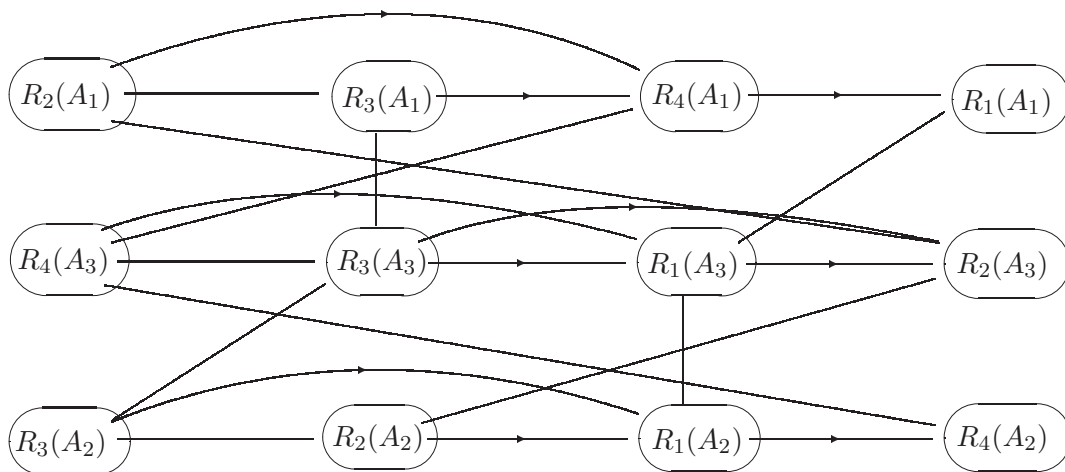 R₂(A₁) R₃(A₁) R₄(A₁) R₁(A₁)
R₄(A₃) R₃(A₃) R₁(A₃) R₂(A₃)
R₃(A₂) R₂(A₂) R₁(A₂) R₄(A₂)